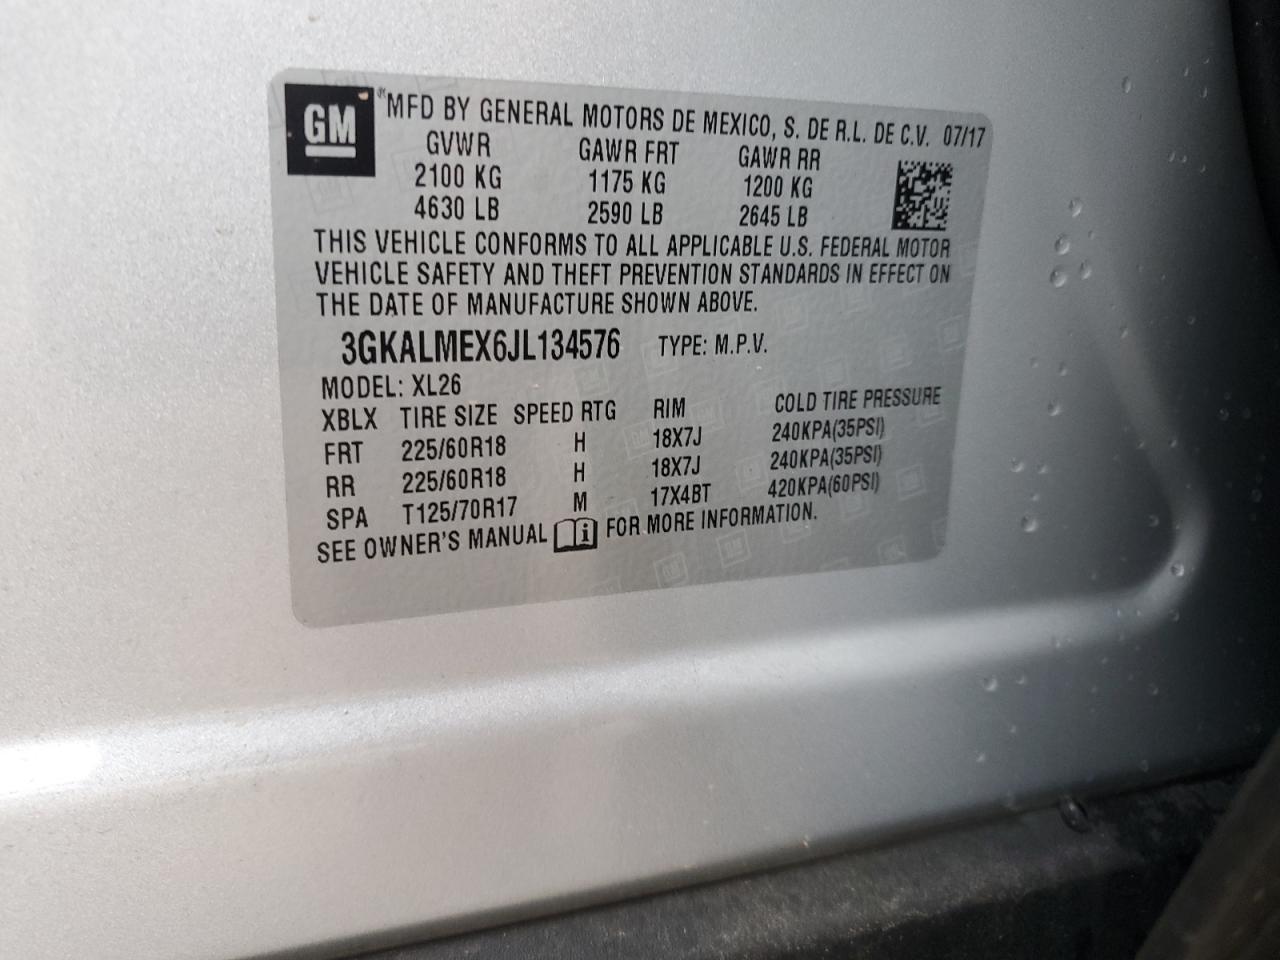 GM ® MFD BY GENERAL MOTORS DE MEXICO, S. DE R.L. DE C.V. 07/17
GVWR GAWR FRT GAWR RR
2100 KG 1175 KG 1200 KG
4630 LB 2590 LB 2645 LB
THIS VEHICLE CONFORMS TO ALL APPLICABLE U.S. FEDERAL MOTOR
VEHICLE SAFETY AND THEFT PREVENTION STANDARDS IN EFFECT ON
THE DATE OF MANUFACTURE SHOWN ABOVE.
3GKALMEX6JL134576 TYPE: M.P.V.
MODEL: XL26
XBLX TIRE SIZE SPEED RTG RIM COLD TIRE PRESSURE
FRT 225/60R18 H 18X7J 240KPA(35PSI)
RR 225/60R18 H 18X7J 240KPA(35PSI)
SPA T125/70R17 M 17X4BT 420KPA(60PSI)
SEE OWNER'S MANUAL i FOR MORE INFORMATION.